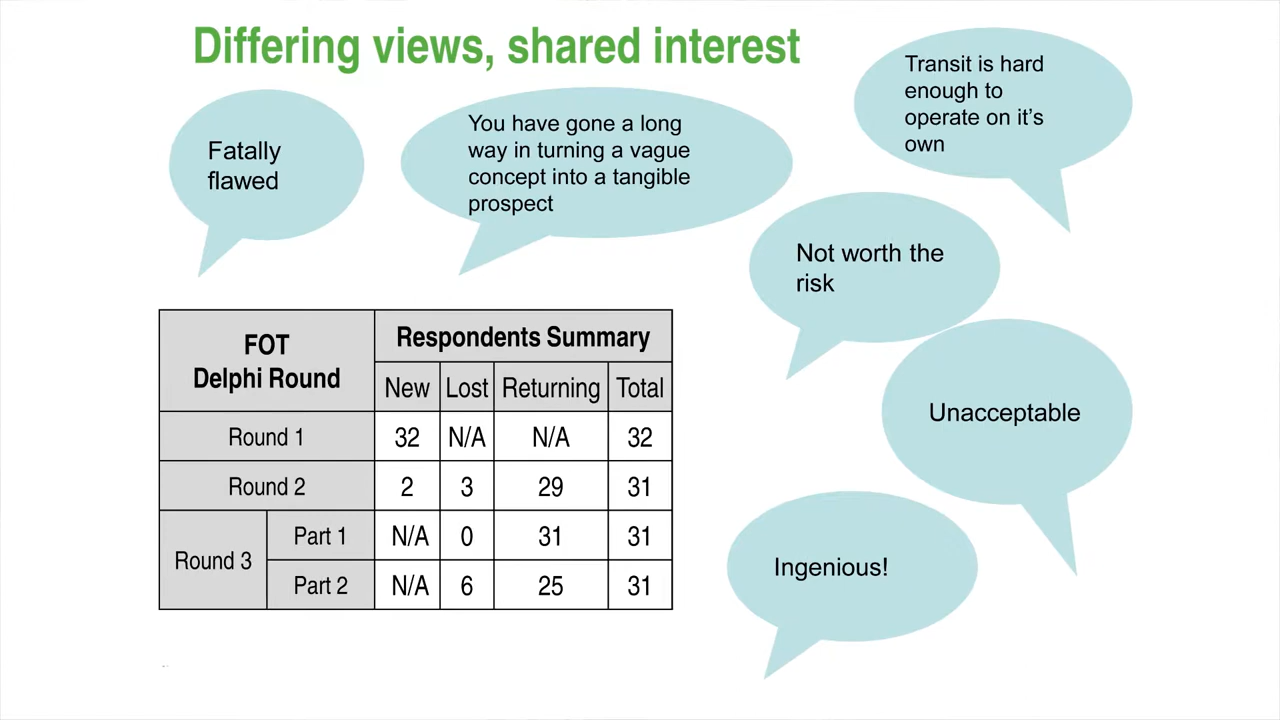 Differing views, shared interest
Fatally
flawed
You have gone a long
way in turning a vague
concept into a tangible
prospect
Transit is hard
enough to
operate on it's
own
Not worth the
risk
Unacceptable
Ingenious!
FOT
Delphi Round
Respondents Summary
New Lost Returning Total
Round 1 32 N/A N/A 32
Round 2 2 3 29 31
Round 3
Part 1 N/A 0 31 31
Part 2 N/A 6 25 31